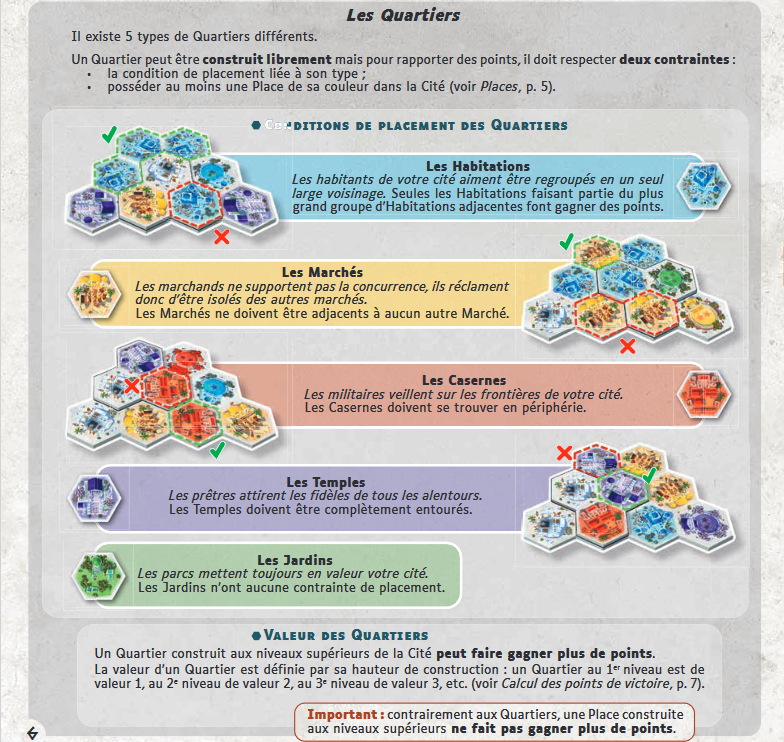 Les Quartiers
Il existe 5 types de Quartiers différents.
Un Quartier peut être construit librement mais pour rapporter des points, il doit respecter deux contraintes :
• la condition de placement liée à son type ;
• posséder au moins une Place de sa couleur dans la Cité (voir Places, p. 5).
CONDITIONS DE PLACEMENT DES QUARTIERS
Les Habitations
Les habitants de votre cité aiment être regroupés en un seul
large voisinage. Seules les Habitations faisant partie du plus
grand groupe d'Habitations adjacentes font gagner des points.
Les Marchés
Les marchands ne supportent pas la concurrence, ils réclament
donc d'être isolés des autres marchés.
Les Marchés ne doivent être adjacents à aucun autre Marché.
Les Casernes
Les militaires veillent sur les frontières de votre cité.
Les Casernes doivent se trouver en périphérie.
Les Temples
Les prêtres attirent les fidèles de tous les alentours.
Les Temples doivent être complètement entourés.
Les Jardins
Les parcs mettent toujours en valeur votre cité.
Les Jardins n'ont aucune contrainte de placement.
VALEUR DES QUARTIERS
Un Quartier construit aux niveaux supérieurs de la Cité peut faire gagner plus de points.
La valeur d'un Quartier est définie par sa hauteur de construction : un Quartier au 1er niveau est de
valeur 1, au 2e niveau de valeur 2, au 3e niveau de valeur 3, etc. (voir Calcul des points de victoire, p. 7).
Important : contrairement aux Quartiers, une Place construite
aux niveaux supérieurs ne fait pas gagner plus de points.
6